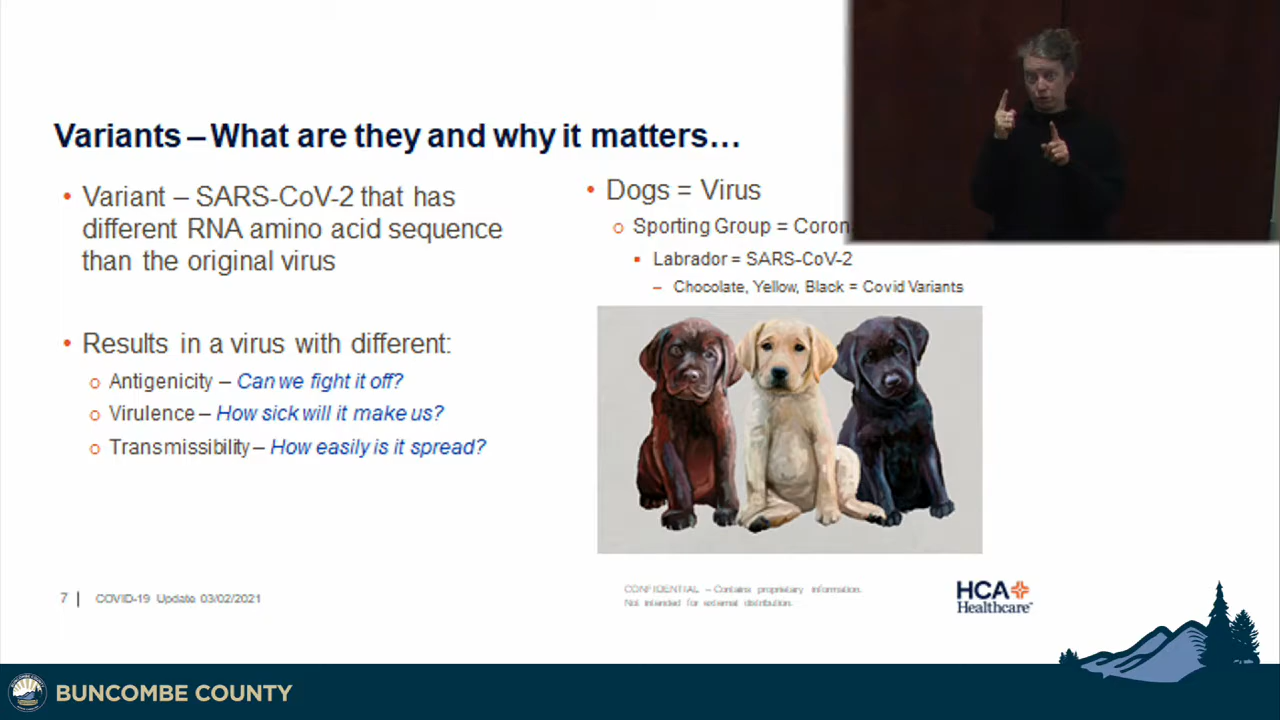 Variants – What are they and why it matters…
• Variant – SARS-CoV-2 that has
different RNA amino acid sequence
than the original virus
• Results in a virus with different:
o Antigenicity – Can we fight it off?
o Virulence – How sick will it make us?
o Transmissibility – How easily is it spread?
• Dogs = Virus
o Sporting Group = Coron
▪ Labrador = SARS-CoV-2
– Chocolate, Yellow, Black = Covid Variants
7 | COVID-19 Update 03/02/2021
CONFIDENTIAL – Contains proprietary information.
Not intended for external distribution.
HCA
Healthcare
BUNCOMBE COUNTY